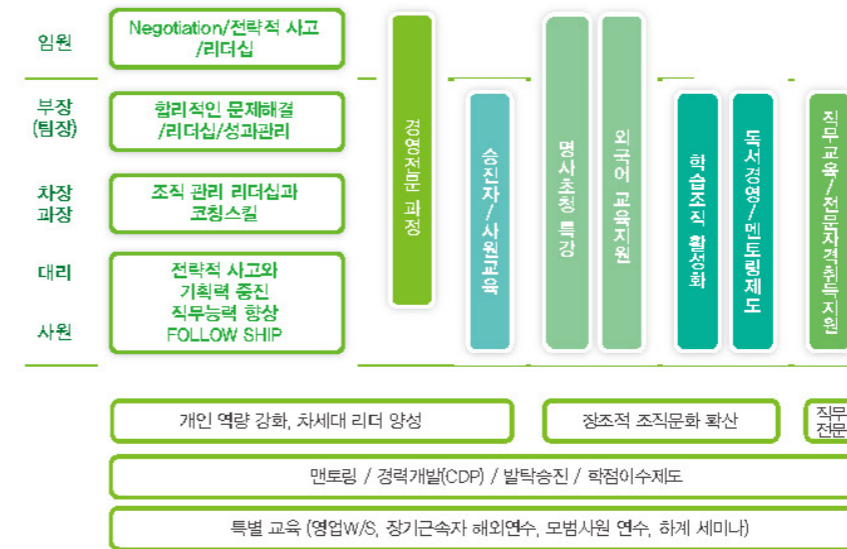 임원
Negotiation/전략적 사고
/리더십
부장
(팀장)
합리적인 문제해결
/리더십/성과관리
차장
과장
조직 관리 리더십과
코칭스킬
대리
사원
전략적 사고와
기획력 증진
직무능력 향상
FOLLOW SHIP
경영전문 과정
승진자/사원교육
명사초청 특강
외국어 교육지원
학습조직 활성화
독서경영/멘토링제도
직무교육/전문자격취득지원
개인 역량 강화, 차세대 리더 양성
창조적 조직문화 확산
직무
전문
맨토링 / 경력개발(CDP) / 발탁승진 / 학점이수제도
특별 교육 (영업W/S, 장기근속자 해외연수, 모범사원 연수, 하계 세미나)